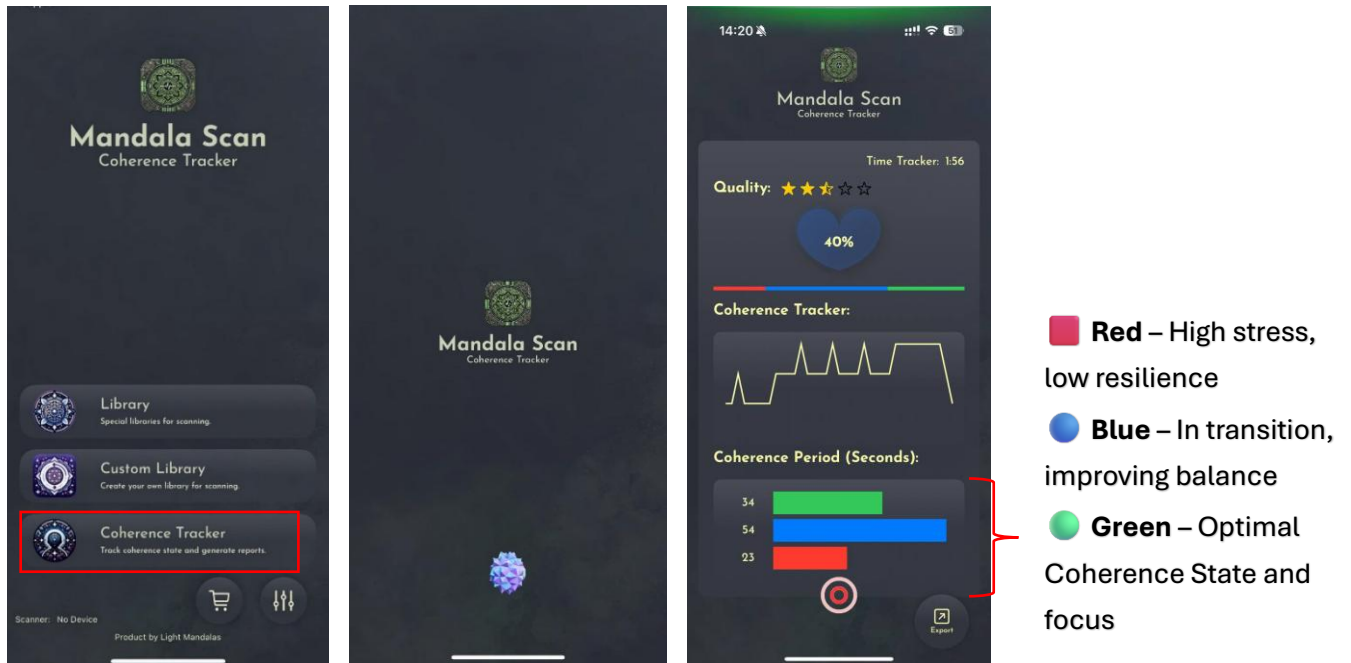 Mandala Scan
Coherence Tracker
Library
Special libraries for scanning.
Custom Library
Create your own library for scanning.
Coherence Tracker
Track coherence state and generate reports.
Scanner: No Device
Product by Light Mandalas
Mandala Scan
Coherence Tracker
14:20
51
Mandala Scan
Coherence Tracker
Time Tracker: 1:56
Quality:
40%
Coherence Tracker:
Coherence Period (Seconds):
34
54
23
Export
Red – High stress,
low resilience
Blue – In transition,
improving balance
Green – Optimal
Coherence State and
focus